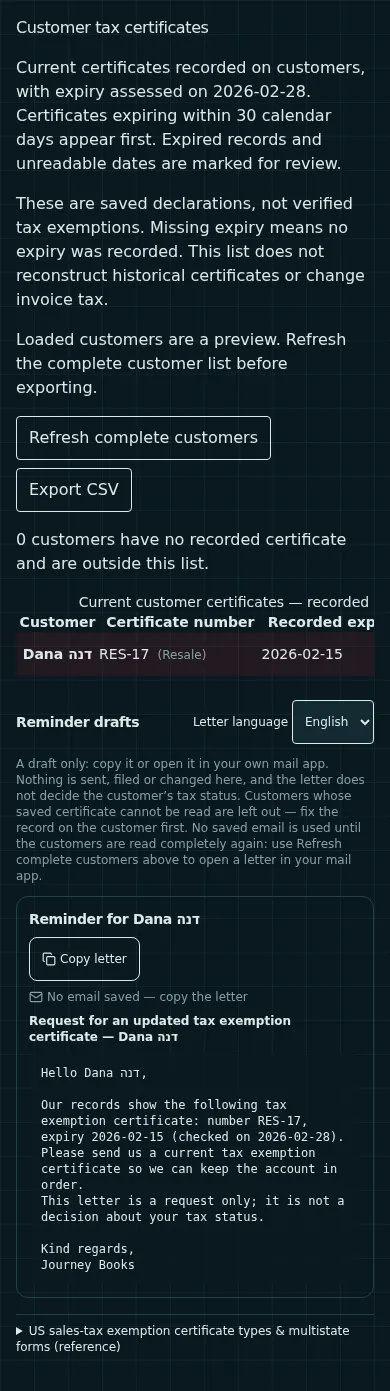 Customer tax certificates
Current certificates recorded on customers,
with expiry assessed on 2026-02-28.
Certificates expiring within 30 calendar
days appear first. Expired records and
unreadable dates are marked for review.
These are saved declarations, not verified
tax exemptions. Missing expiry means no
expiry was recorded. This list does not
reconstruct historical certificates or change
invoice tax.
Loaded customers are a preview. Refresh
the complete customer list before
exporting.
Refresh complete customers
Export CSV
0 customers have no recorded certificate
and are outside this list.
Current customer certificates — recorded
Customer Certificate number Recorded exp
Dana דנה RES-17 (Resale) 2026-02-15
Reminder drafts Letter language English
A draft only: copy it or open it in your own mail app.
Nothing is sent, filed or changed here, and the letter does
not decide the customer’s tax status. Customers whose
saved certificate cannot be read are left out — fix the
record on the customer first. No saved email is used until
the customers are read completely again: use Refresh
complete customers above to open a letter in your mail
app.
Reminder for Dana דנה
Copy letter
No email saved — copy the letter
Request for an updated tax exemption
certificate — Dana דנה
Hello Dana דנה,
Our records show the following tax
exemption certificate: number RES-17,
expiry 2026-02-15 (checked on 2026-02-28).
Please send us a current tax exemption
certificate so we can keep the account in
order.
This letter is a request only; it is not a
decision about your tax status.
Kind regards,
Journey Books
US sales-tax exemption certificate types & multistate
forms (reference)